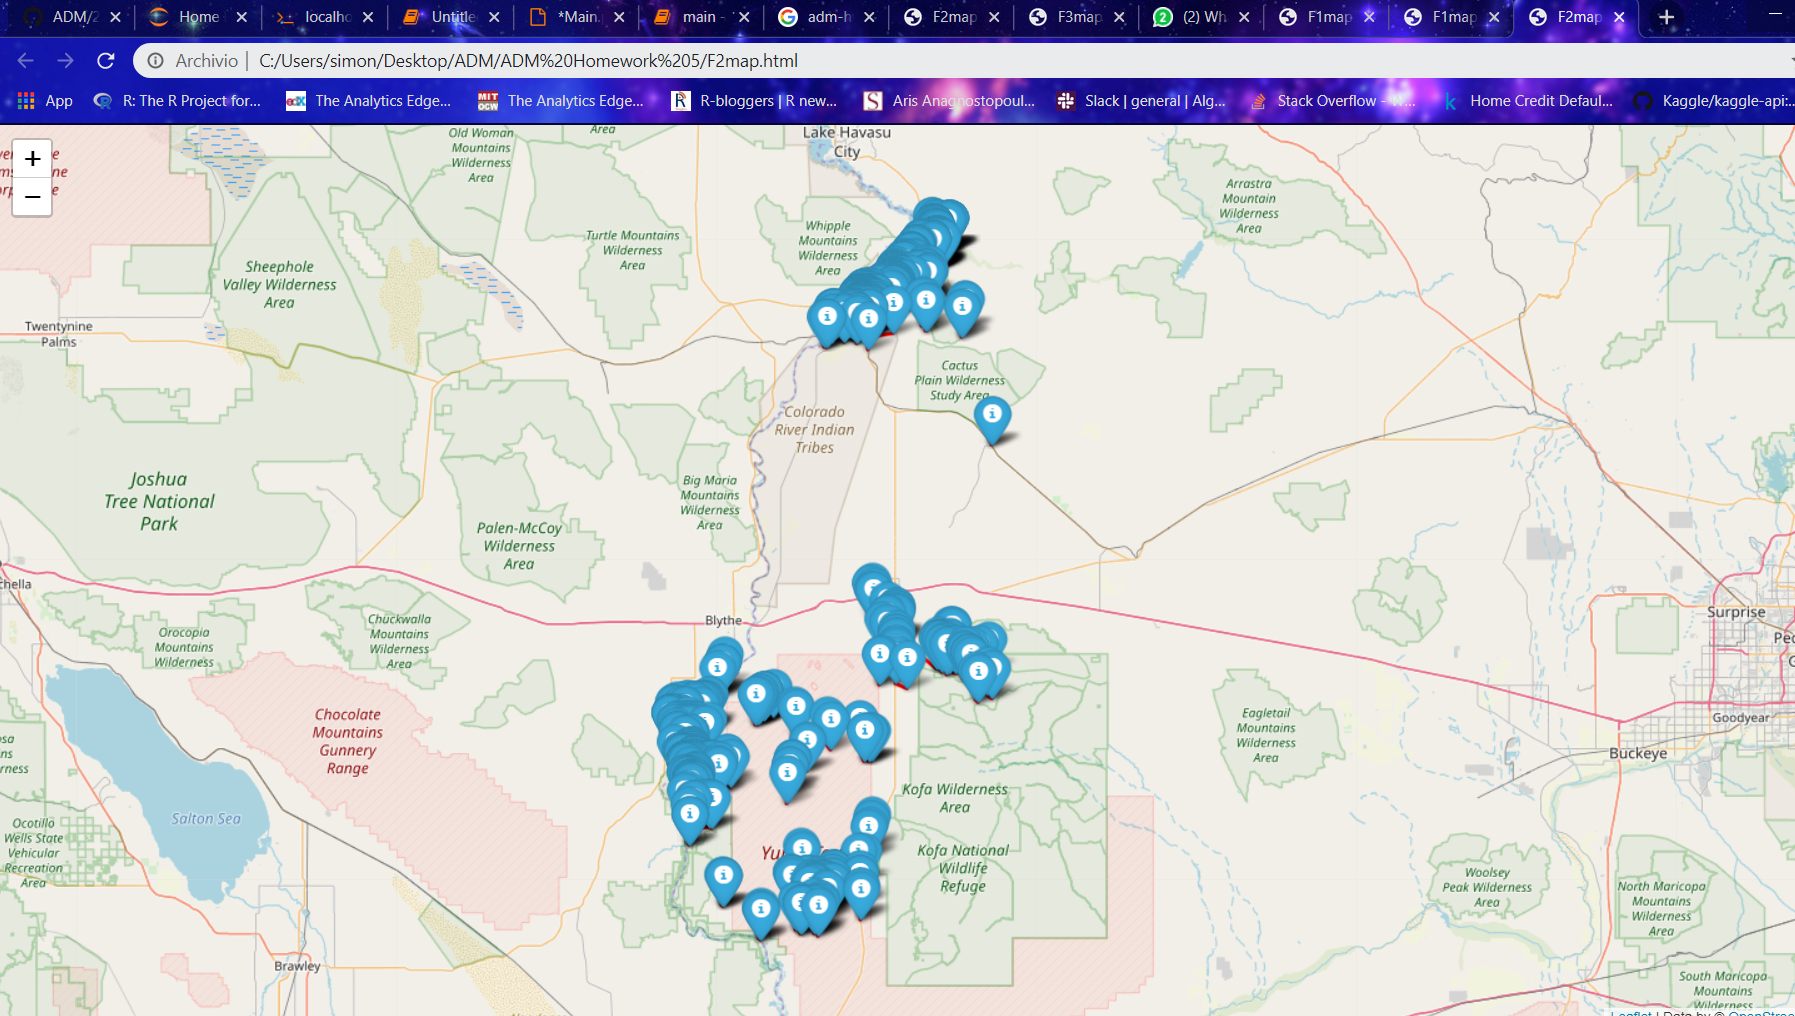 ADM/2
Home
localho
Untitle
*Main.
main -
adm-h
F2map
F3map
(2) Wh
F1map
F1map
F2map
Archivio | C:/Users/simon/Desktop/ADM/ADM%20Homework%205/F2map.html
App
R: The R Project for...
The Analytics Edge...
The Analytics Edge...
R-bloggers | R new...
Aris Anagnostopoul...
Slack | general | Alg...
Stack Overflow -
Home Credit Defaul...
Kaggle/kaggle-api:...
+
−
Old Woman
Mountains
Wilderness
Area
Area
Lake Havasu
City
Arrastra
Mountain
Wilderness
Area
Whipple
Mountains
Wilderness
Area
Turtle Mountains
Wilderness
Area
Sheephole
Valley Wilderness
Area
Twentynine
Palms
Cactus
Plain Wilderness
Study Area
Colorado
River Indian
Tribes
Joshua
Tree National
Park
Big Maria
Mountains
Wilderness
Area
Palen-McCoy
Wilderness
Area
chella
Blythe
Chuckwalla
Mountains
Wilderness
Area
Orocopia
Mountains
Wilderness
Surprise
Goodyear
Buckeye
Eagletail
Mountains
Wilderness
Area
Chocolate
Mountains
Gunnery
Range
Kofa Wilderness
Area
Salton Sea
Ocotillo
Wells State
Vehicular
Recreation
Area
Kofa National
Wildlife
Refuge
Woolsey
Peak Wilderness
Area
North Maricopa
Mountains
Wilderness
Area
Brawley
South Maricopa
Mountains
Wilderness